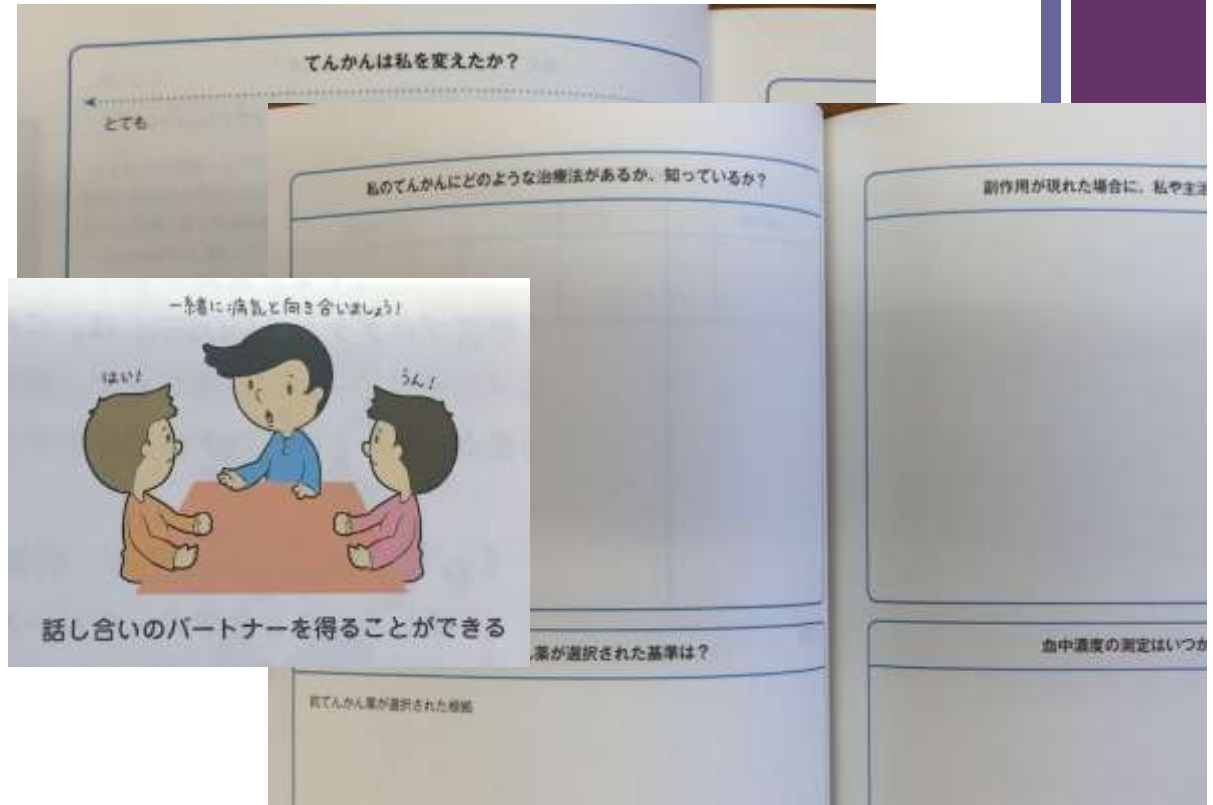 てんかんは私を変えたか？
とても
私のてんかんにどのような治療法があるか、知っているか？
副作用が現れた場合に、私や主治
一緒に病気と向き合いましょう！
はい！
うん！
話し合いのパートナーを得ることができる
ん薬が選択された基準は？
抗てんかん薬が選択された根拠
血中濃度の測定はいつか